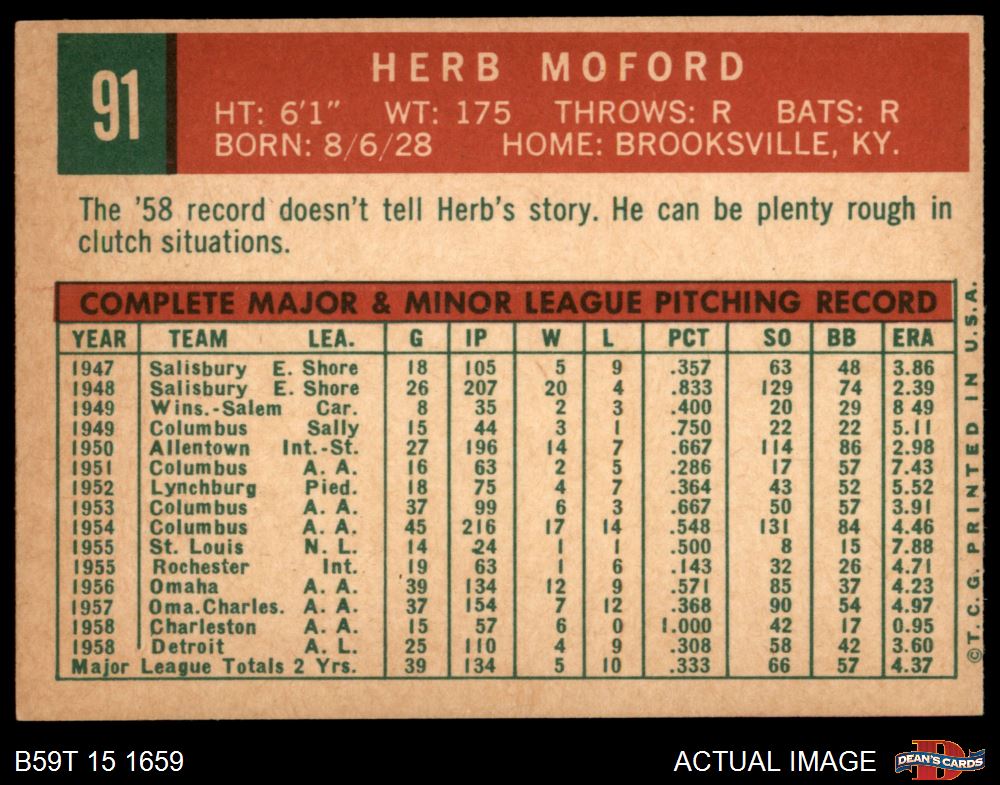 91
HERB MOFORD
HT: 6'1" WT: 175 THROWS: R BATS: R
BORN: 8/6/28 HOME: BROOKSVILLE, KY.
The '58 record doesn't tell Herb's story. He can be plenty rough in
clutch situations.
COMPLETE MAJOR & MINOR LEAGUE PITCHING RECORD
YEAR TEAM LEA. G IP W L PCT SO BB ERA
1947 Salisbury E. Shore 18 105 5 9 .357 63 48 3.86
1948 Salisbury E. Shore 26 207 20 4 .833 129 74 2.39
1949 Wins.-Salem Car. 8 35 2 3 .400 20 29 8 49
1949 Columbus Sally 15 44 3 1 .750 22 22 5.11
1950 Allentown Int.-St. 27 196 14 7 .667 114 86 2.98
1951 Columbus A. A. 16 63 2 5 .286 17 57 7.43
1952 Lynchburg Pied. 18 75 4 7 .364 43 52 5.52
1953 Columbus A. A. 37 99 6 3 .667 50 57 3.91
1954 Columbus A. A. 45 216 17 14 .548 131 84 4.46
1955 St. Louis N. L. 14 24 1 1 .500 8 15 7.88
1955 Rochester Int. 19 63 1 6 .143 32 26 4.71
1956 Omaha A. A. 39 134 12 9 .571 85 37 4.23
1957 Oma.Charles. A. A. 37 154 7 12 .368 90 54 4.97
1958 Charleston A. A. 15 57 6 0 1.000 42 17 0.95
1958 Detroit A. L. 25 110 4 9 .308 58 42 3.60
Major League Totals 2 Yrs. 39 134 5 10 .333 66 57 4.37
©T. C. G. PRINTED IN U.S.A.
B59T 15 1659
ACTUAL IMAGE
DEAN'S CARDS